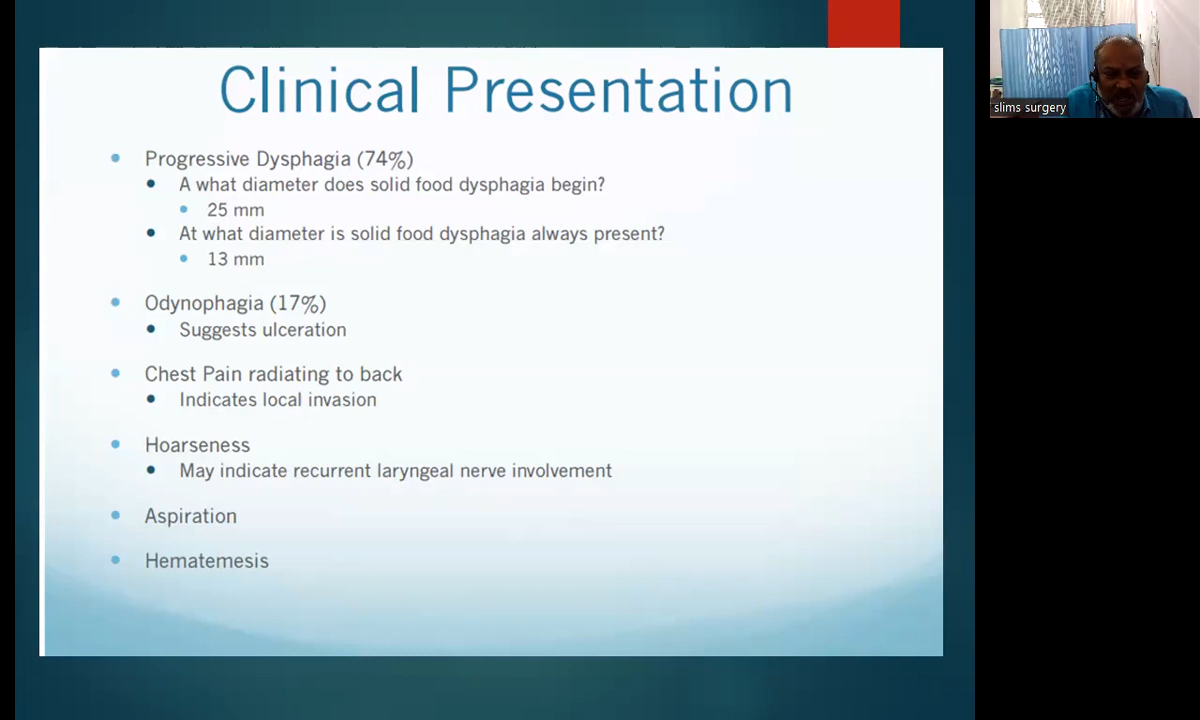 Clinical Presentation
Progressive Dysphagia (74%)
A what diameter does solid food dysphagia begin?
25 mm
At what diameter is solid food dysphagia always present?
13 mm
Odynophagia (17%)
Suggests ulceration
Chest Pain radiating to back
Indicates local invasion
Hoarseness
May indicate recurrent laryngeal nerve involvement
Aspiration
Hematemesis
slims surgery